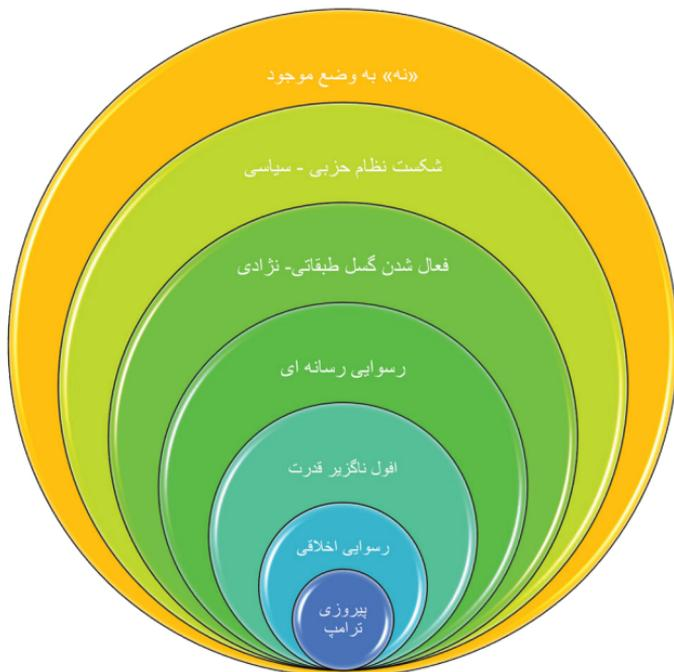 «نه» به وضع موجود
شکست نظام حزبی - سیاسی
فعال شدن گسل طبقاتی- نژادی
رسوایی رسانه ای
افول ناگزیر قدرت
رسوایی اخلاقی
پیروزی
ترامپ